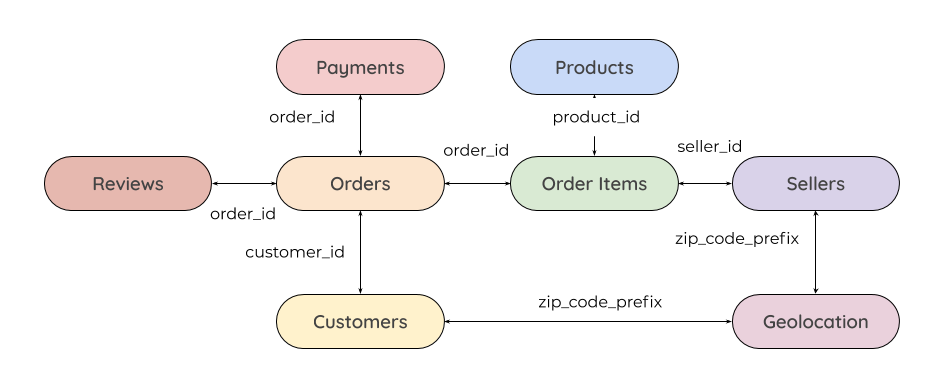 Payments
Products
order_id
product_id
order_id
seller_id
Reviews
Orders
Order Items
Sellers
order_id
customer_id
zip_code_prefix
zip_code_prefix
Customers
Geolocation